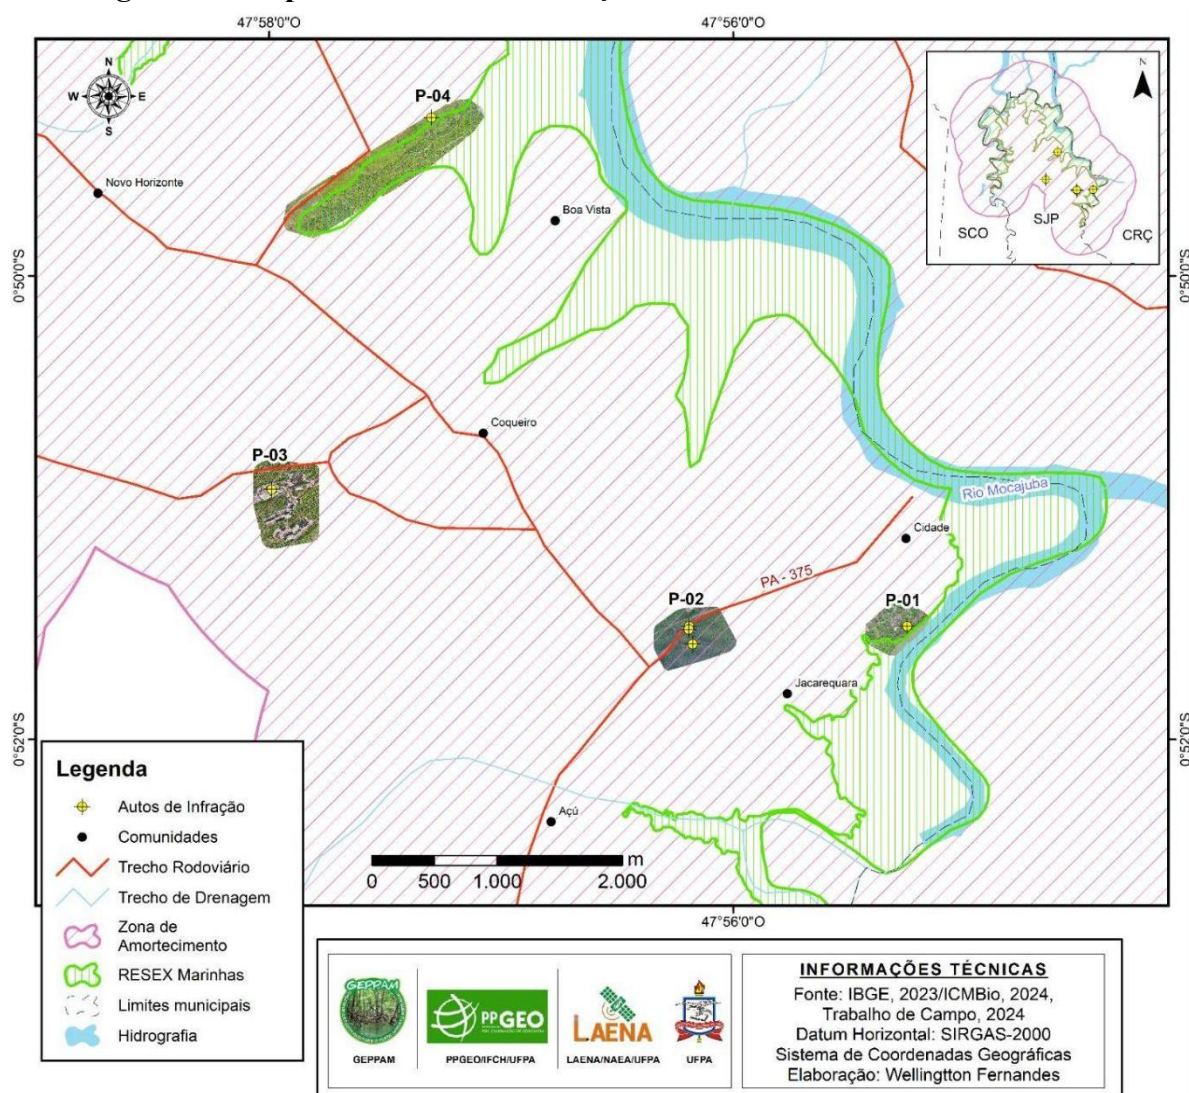 47°58'0"O
47°56'0"O
N
W
E
S
P-04
Novo Horizonte
Boa Vista
N
SCO
SJP
CRÇ
0°50'0"S
0°50'0"S
Coqueiro
P-03
Rio Mocajuba
Cidade
PA - 375
P-02
P-01
Jacarequara
0°52'0"S
0°52'0"S
Açú
m
0 500 1.000 2.000
47°56'0"O
Legenda
Autos de Infração
Comunidades
Trecho Rodoviário
Trecho de Drenagem
Zona de
Amortecimento
RESEX Marinhas
Limites municipais
Hidrografia
GEPPAM
GEPPAM
PPGEO
PPGEO/IFCH/UFPA
LAENA
LAENA/NAEA/UFPA
UFPA
INFORMAÇÕES TÉCNICAS
Fonte: IBGE, 2023/ICMBio, 2024,
Trabalho de Campo, 2024
Datum Horizontal: SIRGAS-2000
Sistema de Coordenadas Geográficas
Elaboração: Wellingtton Fernandes